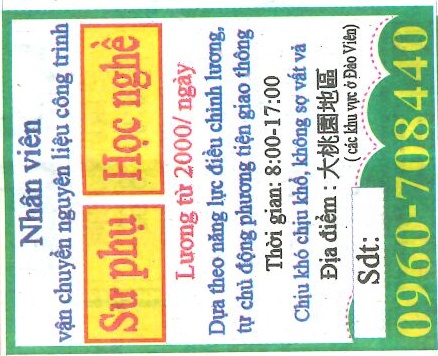 Nhân viên
vận chuyển nguyên liệu công trình
Sư phụ Học nghề
Lương từ 2000/ ngày
Dựa theo năng lực điều chỉnh lương,
tự chủ động phương tiện giao thông
Thời gian: 8:00-17:00
Chịu khó chịu khổ, không sợ vất vả
Địa điểm : 大桃園地區
( các khu vực ở Đào Viên)
Sdt:
0960-708440